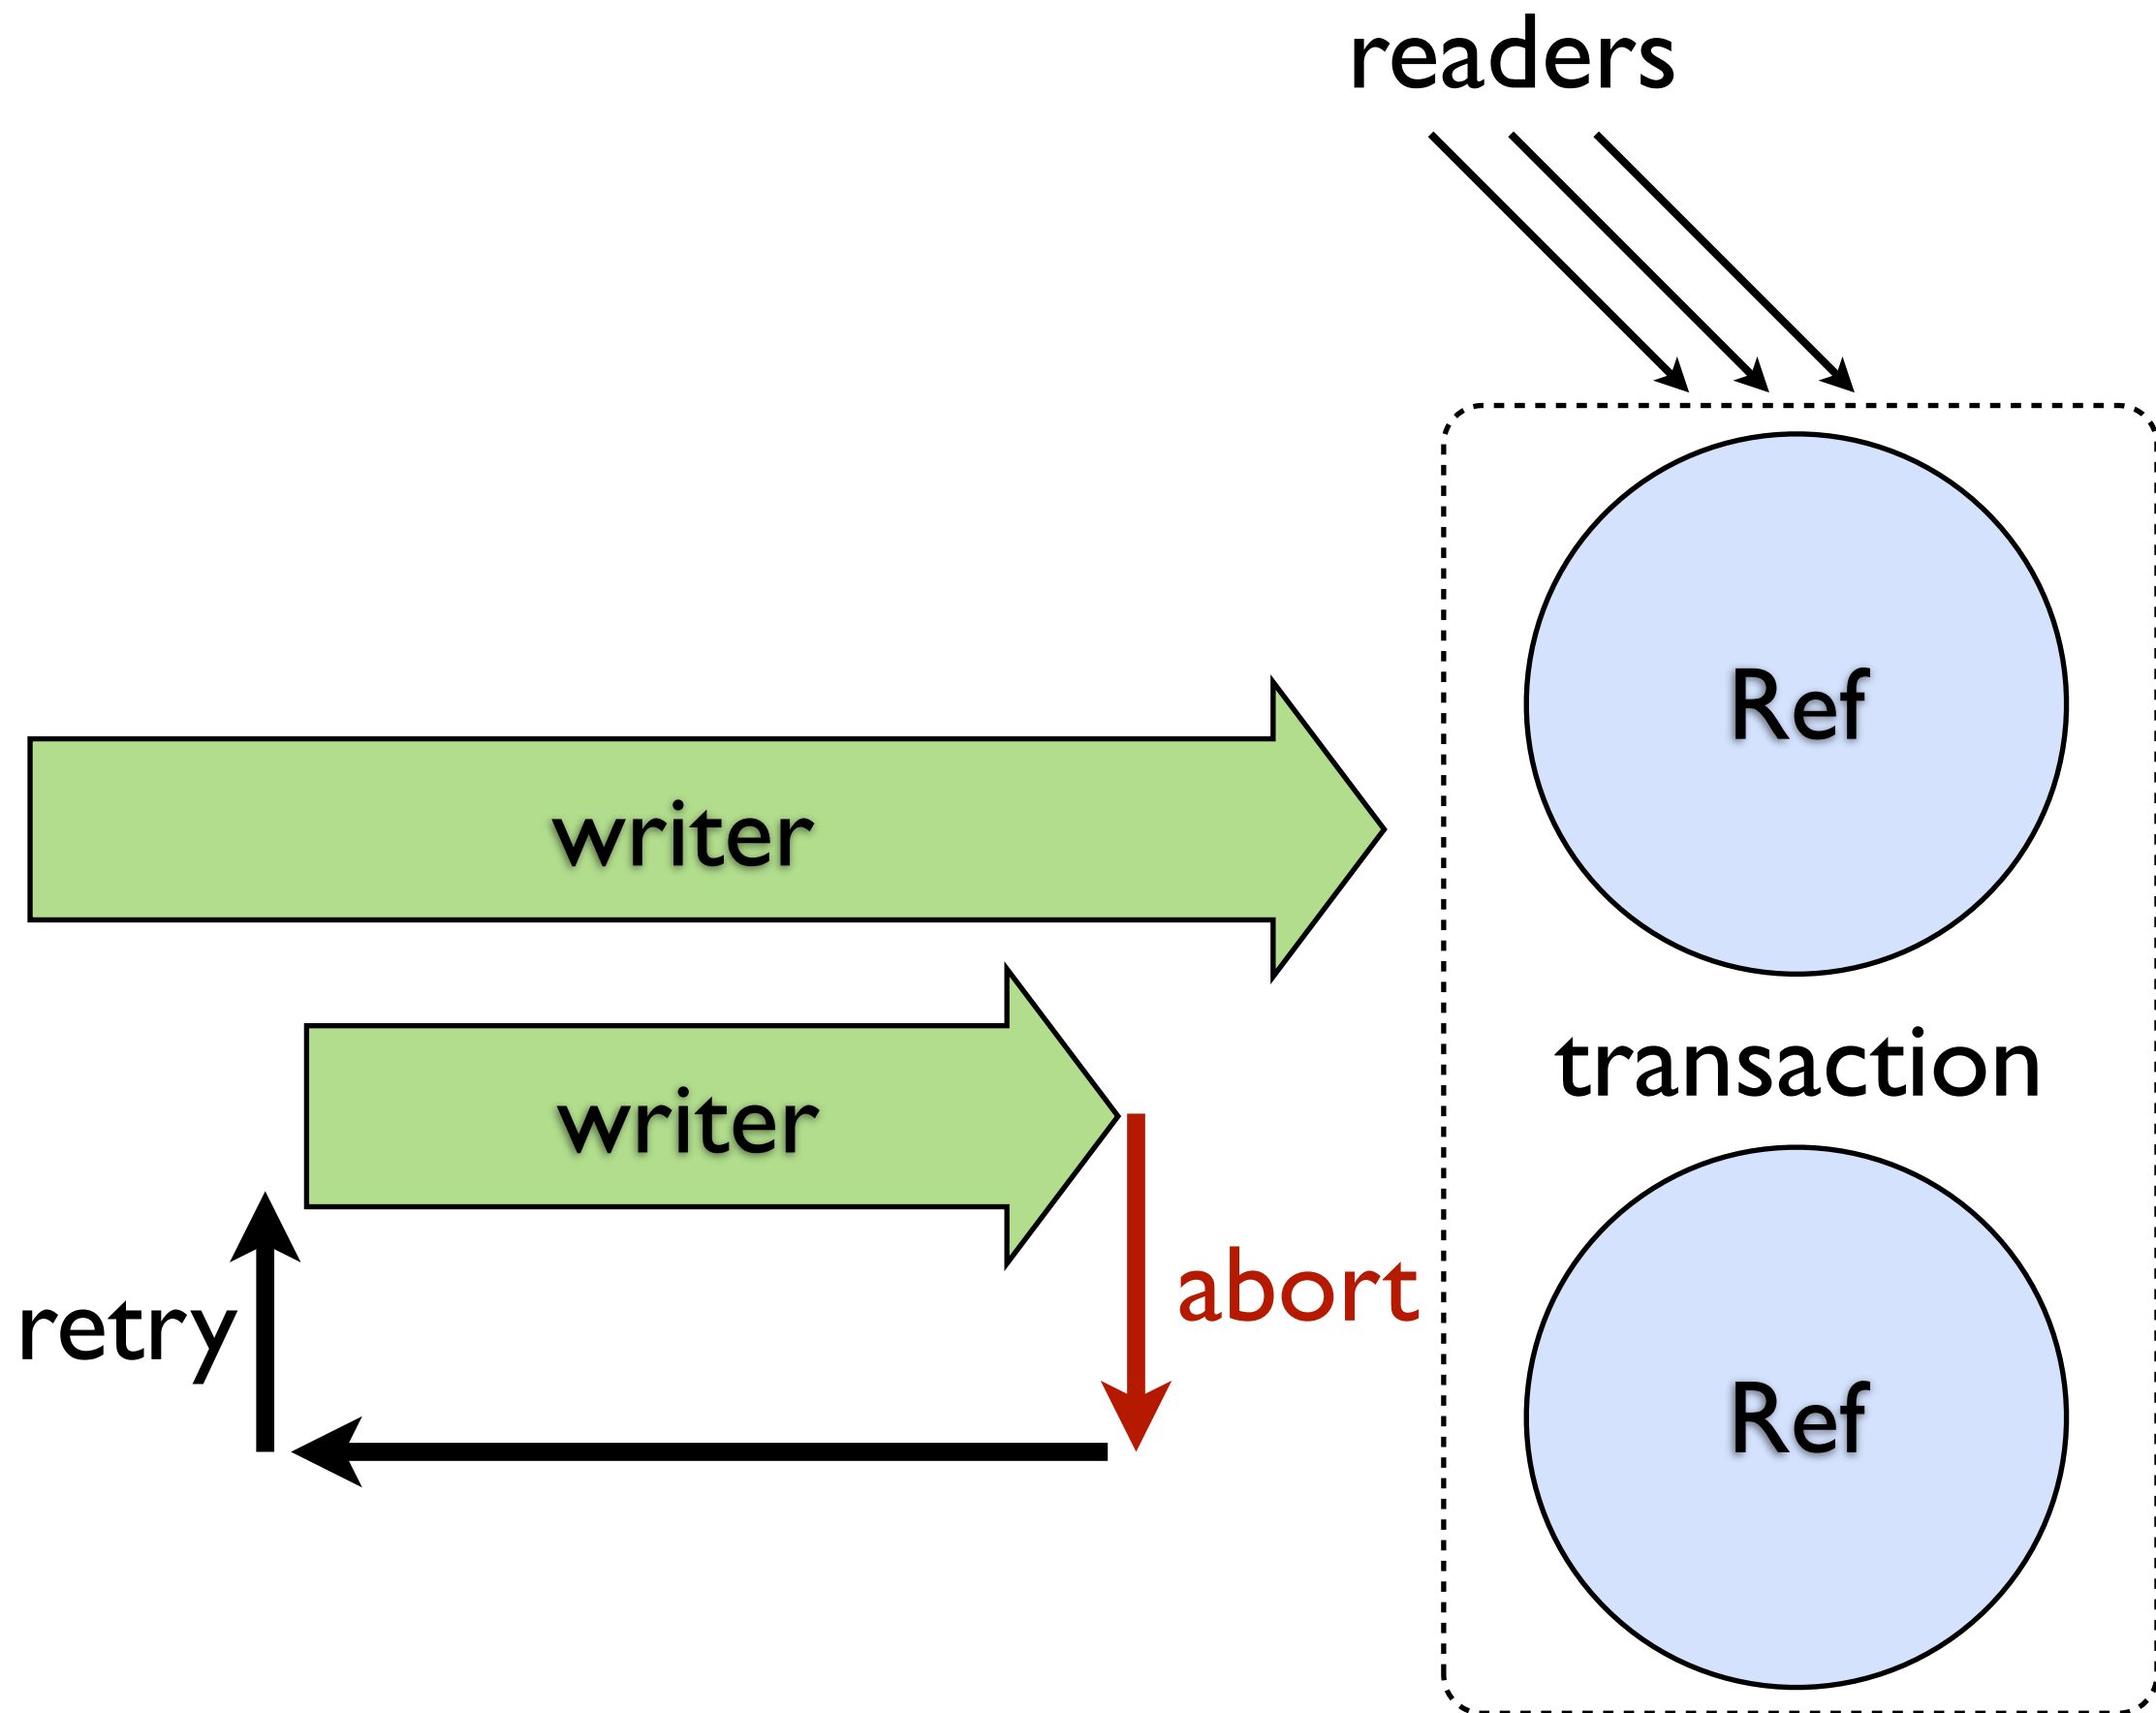 readers
Ref
writer
transaction
writer
abort
retry
Ref